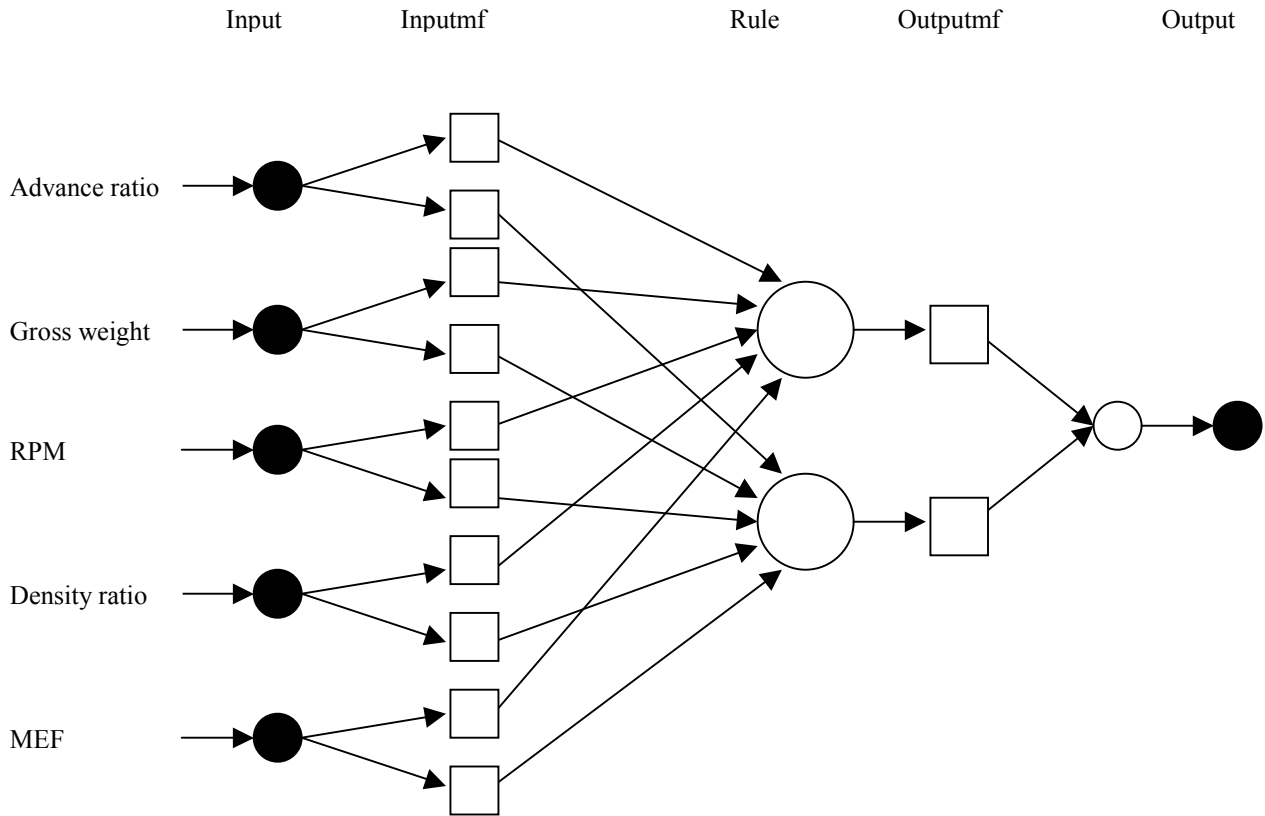 Input Inputmf Rule Outputmf Output
Advance ratio
Gross weight
RPM
Density ratio
MEF